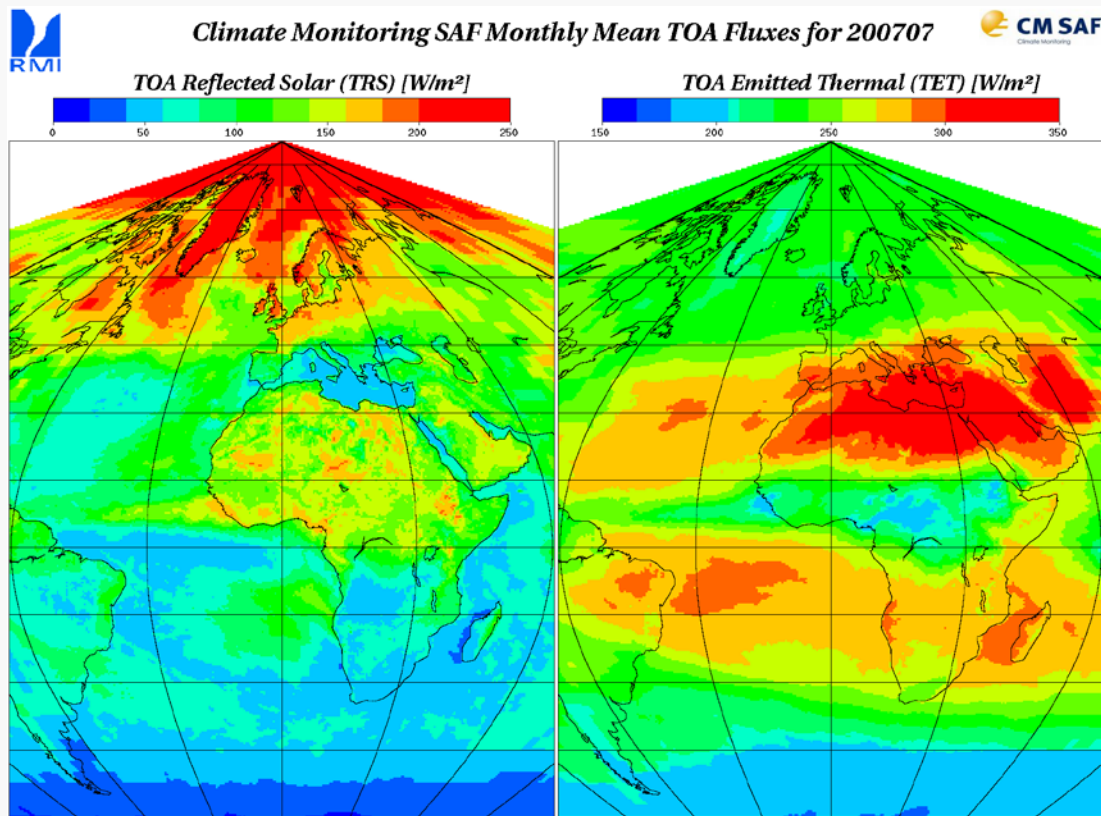 Climate Monitoring SAF Monthly Mean TOA Fluxes for 200707
RMI
CM SAF
Climate Monitoring
TOA Reflected Solar (TRS) [W/m²]
0 50 100 150 200 250
TOA Emitted Thermal (TET) [W/m²]
150 200 250 300 350